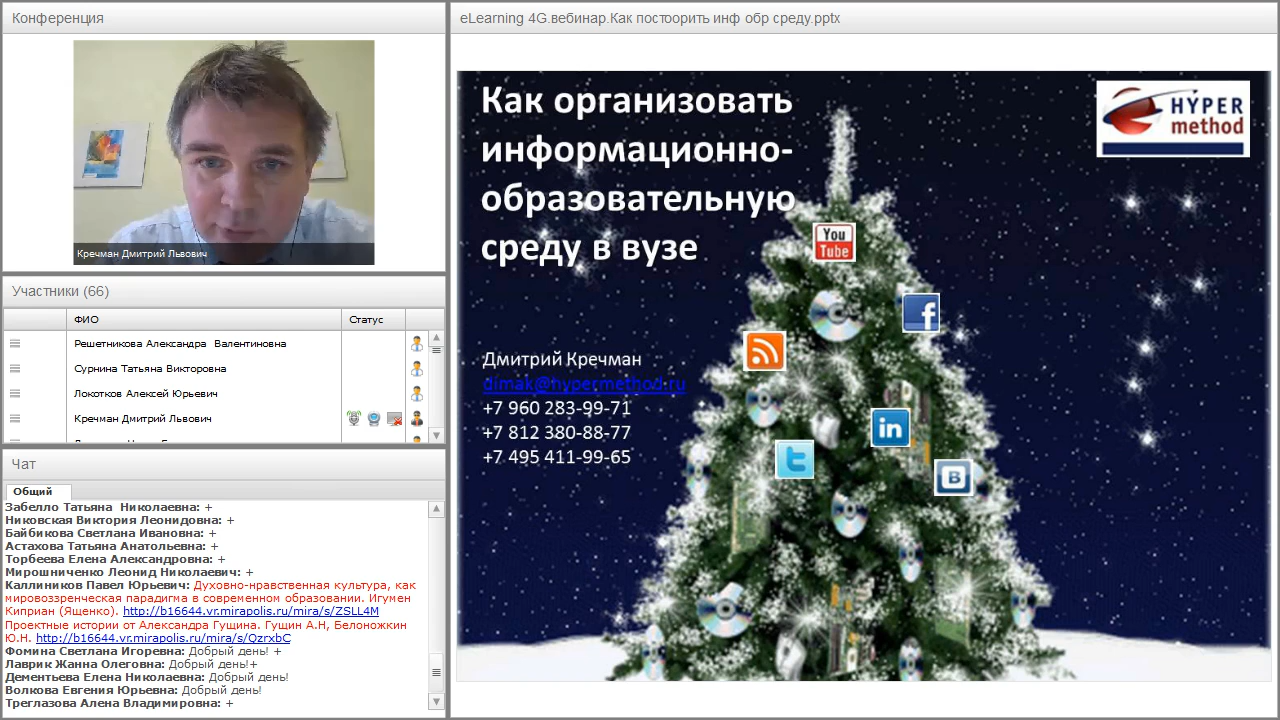 Конференция
Кречман Дмитрий Львович
Участники (66)
ФИО Статус
Решетникова Александра Валентиновна
Сурнина Татьяна Викторовна
Локотков Алексей Юрьевич
Кречман Дмитрий Львович
Чат
Общий
Забелло Татьяна Николаевна: +
Никовская Виктория Леонидовна: +
Байбикова Светлана Ивановна: +
Астахова Татьяна Анатольевна: +
Торбеева Елена Александровна: +
Мирошниченко Леонид Николаевич: +
Каллиников Павел Юрьевич: Духовно-нравственная культура, как
мировоззренческая парадигма в современном образовании. Игумен
Киприан (Ященко). http://b16644.vr.mirapolis.ru/mira/s/ZSLL4M
Проектные истории от Александра Гущина. Гущин А.Н, Белоножкин
Ю.Н. http://b16644.vr.mirapolis.ru/mira/s/QzrxbC
Фомина Светлана Игоревна: Добрый день! +
Лаврик Жанна Олеговна: Добрый день!+
Дементьева Елена Николаевна: Добрый день!
Волкова Евгения Юрьевна: Добрый день!
Треглазова Алена Владимировна: +
eLearning 4G.вебинар.Как постоорить инф обр среду.pptx
Как организовать
информационно-
образовательную
среду в вузе
HYPER
method
You
Tube
f
in
t
B
Дмитрий Кречман
dimak@hypermethod.ru
+7 960 283-99-71
+7 812 380-88-77
+7 495 411-99-65